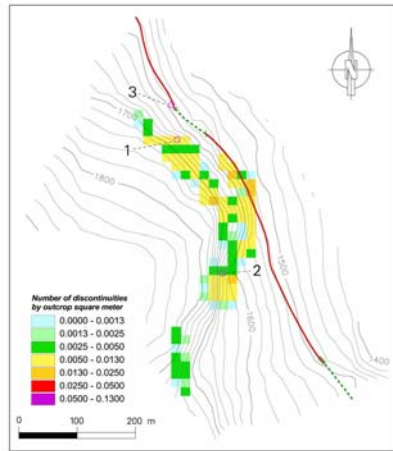 3
1700
1
1800
2
1500
1600
1400
Number of discontinuities
by outcrop square meter
0.0000 - 0.0013
0.0013 - 0.0025
0.0025 - 0.0050
0.0050 - 0.0130
0.0130 - 0.0250
0.0250 - 0.0500
0.0500 - 0.1300
0 100 200 m